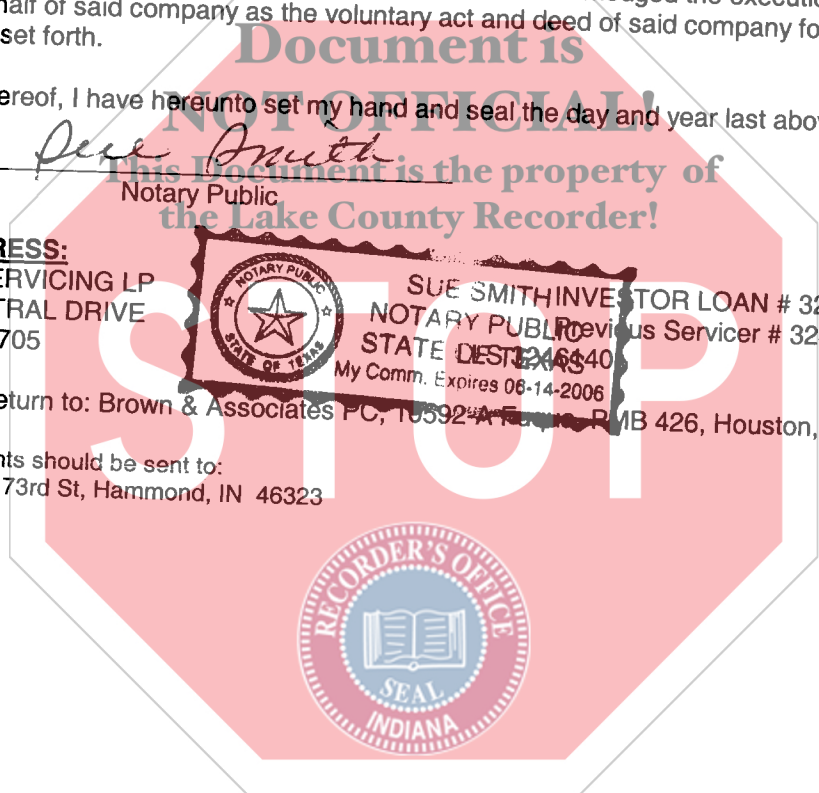 half of said company as the voluntary act and deed of said company fo
set forth.
Document is
NOT OFFICIAL!
ereof, I have hereunto set my hand and seal the day and year last abov
Sue Smith
This Document is the property of
Notary Public
the Lake County Recorder!
RESS:
ERVICING LP
TRAL DRIVE
705
NOTARY PUBLIC
STATE OF TEXAS
SUE SMITH
NOTARY PUBLIC
STATE OF TEXAS
My Comm. Expires 06-14-2006
INVESTOR LOAN # 32
Previous Servicer # 32
eturn to: Brown & Associates PC, 10592-A RMB 426, Houston,
nts should be sent to:
73rd St, Hammond, IN 46323
STOP
RECORDER'S OFFICE
SEAL
INDIANA